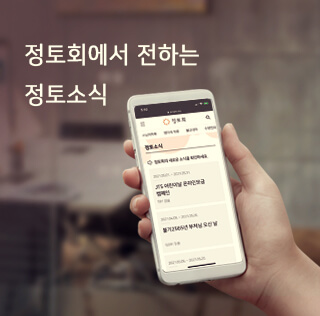 정토회에서 전하는
정토소식
정토회
정토소식
정토회의 새로운 소식을 확인하세요
JTS 어린이날 온라인모금
캠페인
불기2565년 부처님 오신 날